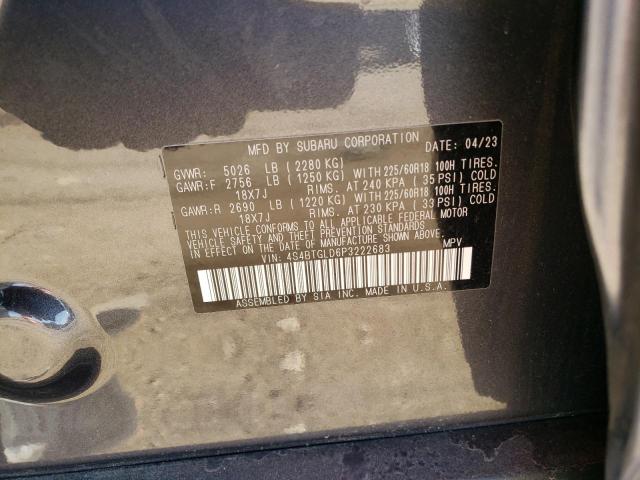 MFD BY SUBARU CORPORATION DATE: 04/23
GVWR: 5026 LB (2280 KG)
GAWR:F 2756 LB (1250 KG) WITH 225/60R18 100H TIRES.
18X7J RIMS. AT 240 KPA (35 PSI) COLD
GAWR:R 2690 LB (1220 KG) WITH 225/60R18 100H TIRES.
18X7J RIMS. AT 230 KPA (33 PSI) COLD
THIS VEHICLE CONFORMS TO ALL APPLICABLE FEDERAL MOTOR
VEHICLE SAFETY, BUMPER, AND THEFT PREVENTION STANDARDS
IN EFFECT ON THE DATE OF MANUFACTURE SHOWN ABOVE.
VIN: 4S4BTGLD6P3222683 MPV
ASSEMBLED BY SIA INC. MADE IN U.S.A.